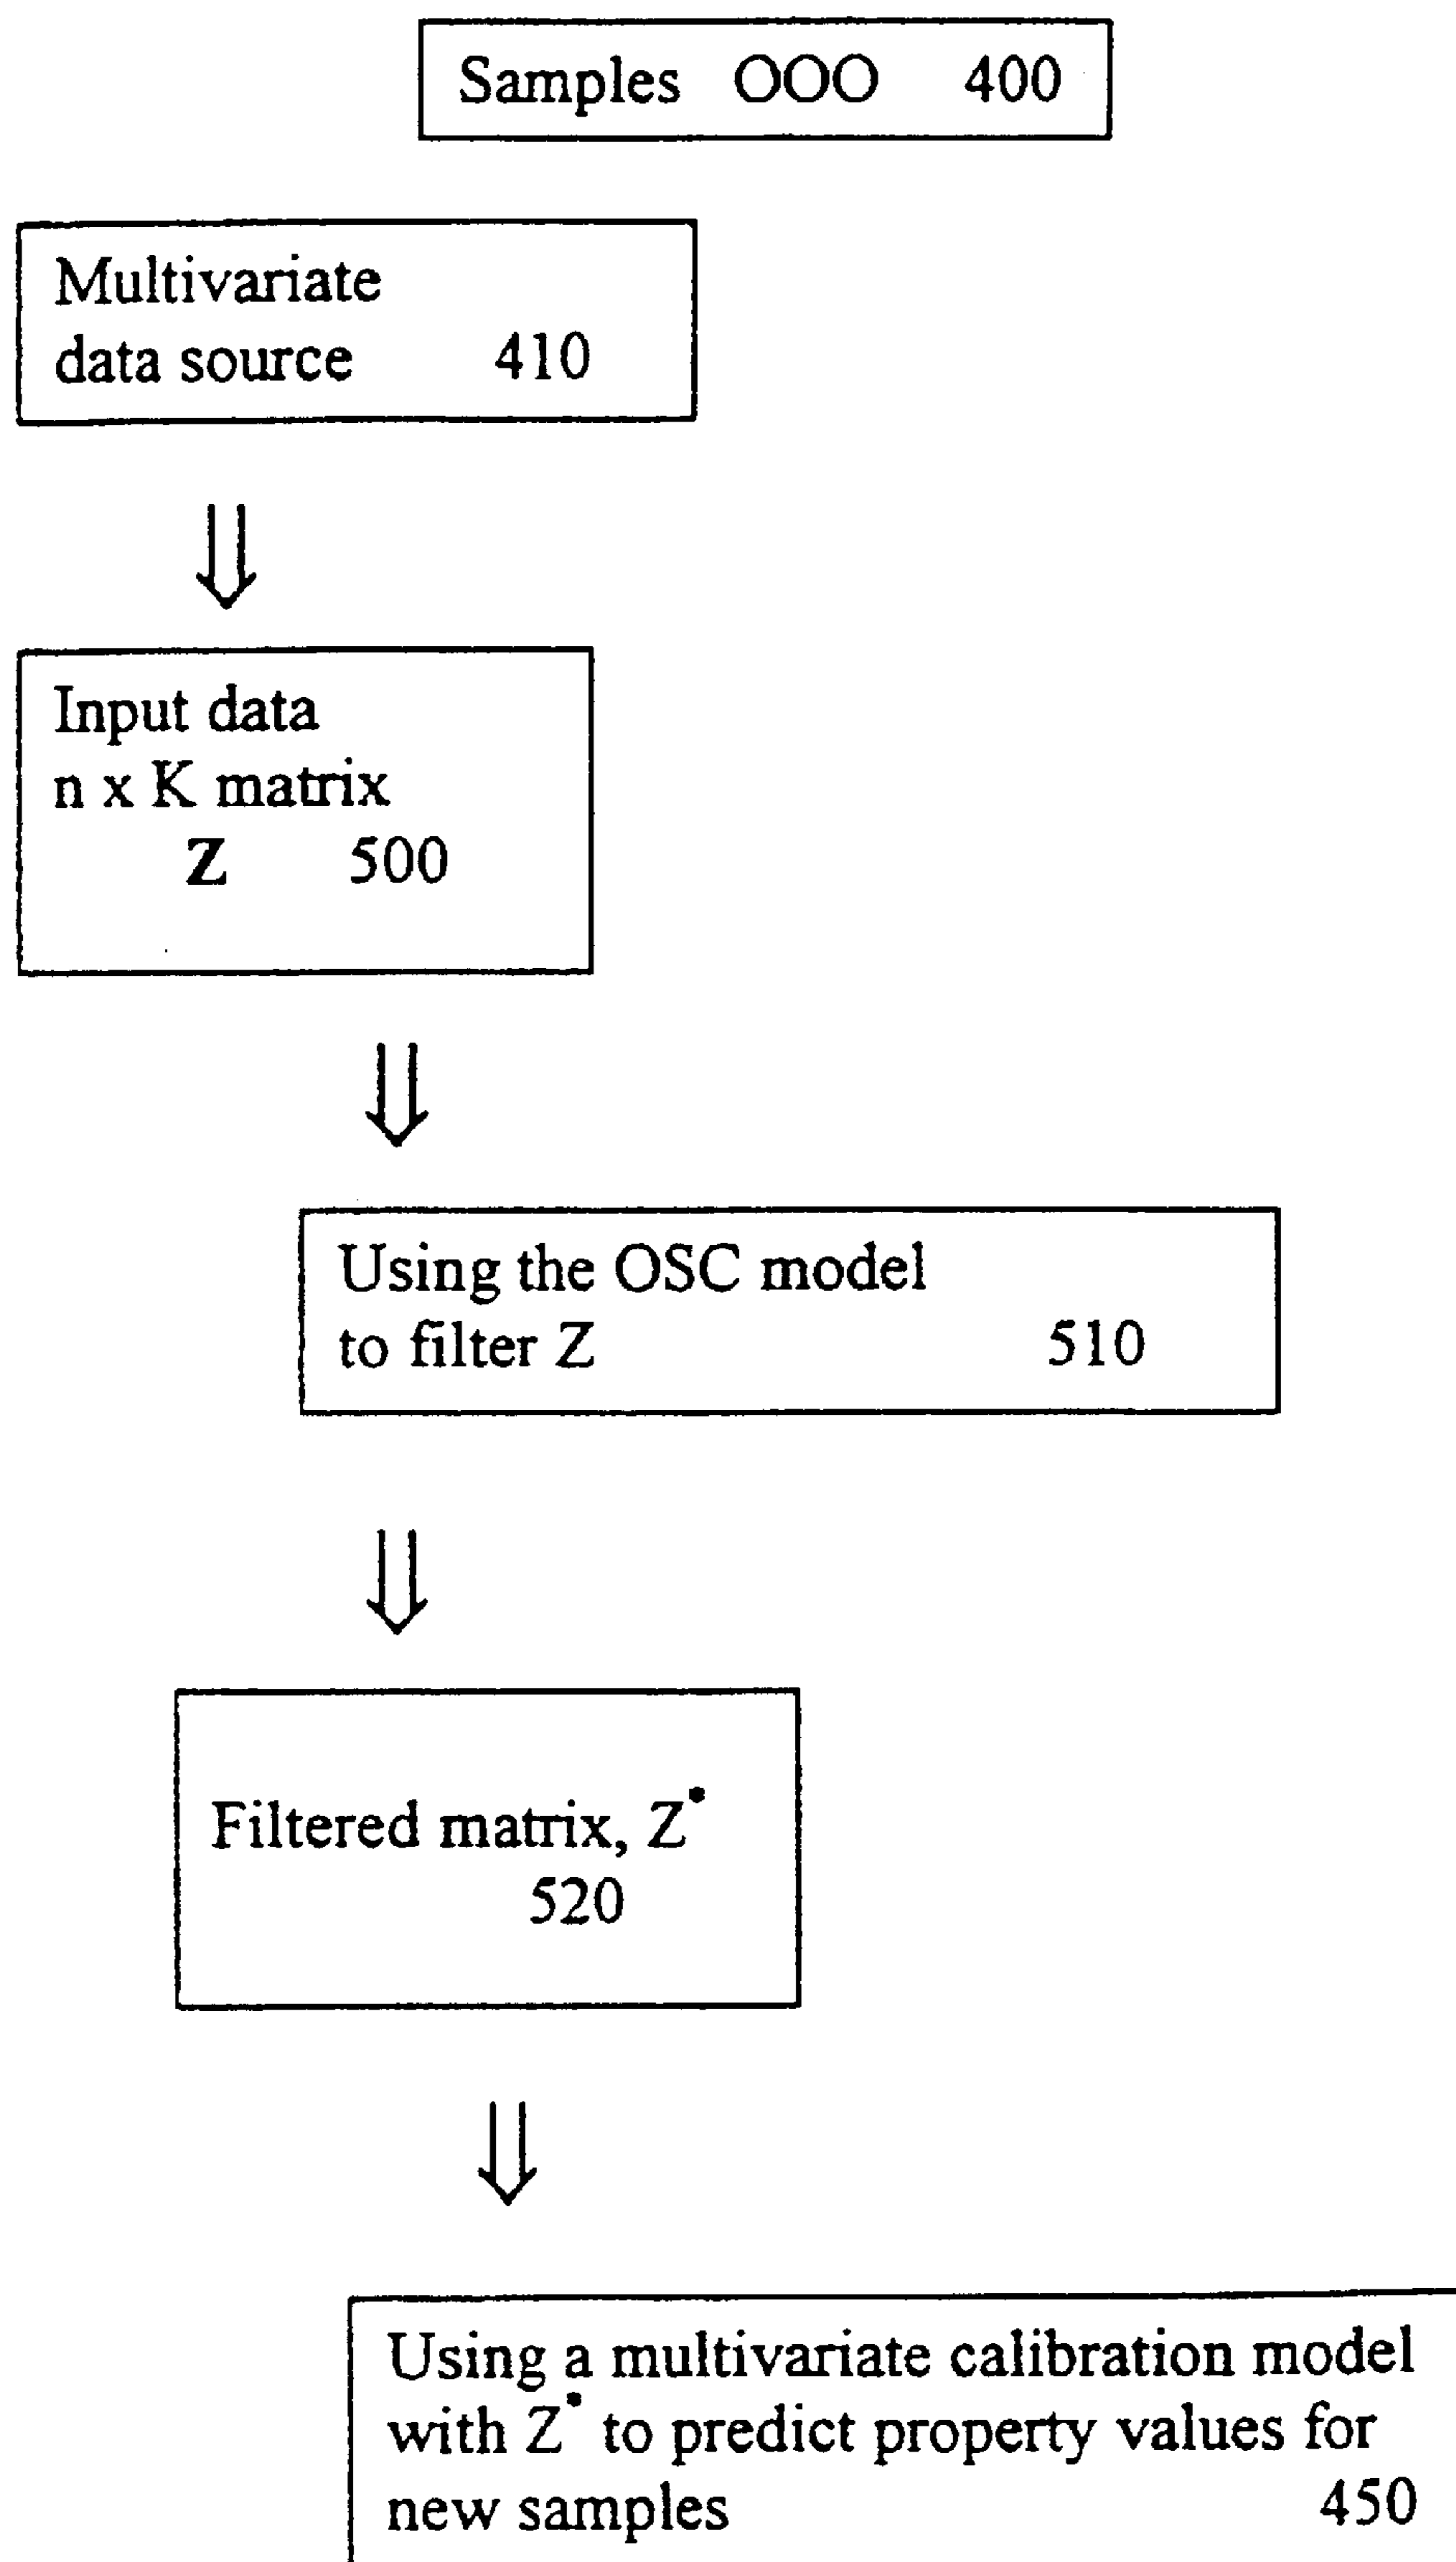 Samples OOO 400
Multivariate
data source 410
⇓
Input data
n x K matrix
Z 500
⇓
Using the OSC model
to filter Z 510
⇓
Filtered matrix, Z*
520
⇓
Using a multivariate calibration model
with Z* to predict property values for
new samples 450